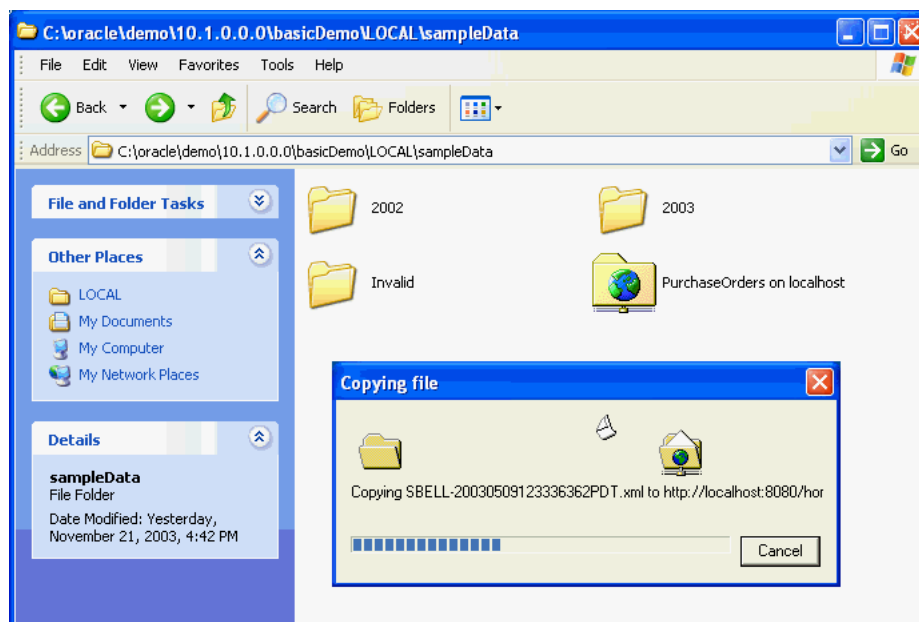 C:\oracle\demo\10.1.0.0.0\basicDemo\LOCAL\sampleData
File Edit View Favorites Tools Help
Back Search Folders
Address C:\oracle\demo\10.1.0.0.0\basicDemo\LOCAL\sampleData Go
File and Folder Tasks
Other Places
LOCAL
My Documents
My Computer
My Network Places
Details
sampleData
File Folder
Date Modified: Yesterday,
November 21, 2003, 4:42 PM
2002 2003
Invalid PurchaseOrders on localhost
Copying file
Copying SBELL-20030509123336362PDT.xml to http://localhost:8080/hor
Cancel